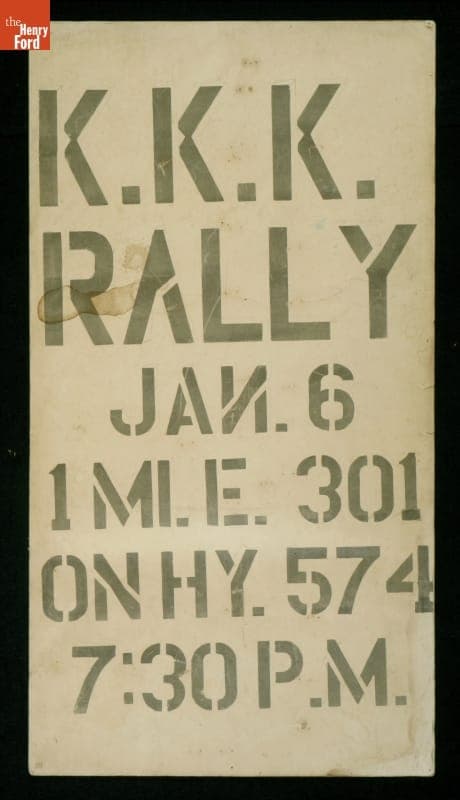 the
Henry
Ford
K.K.K.
RALLY
JAN. 6
1 MI. E. 301
ON HY. 574
7:30 P.M.